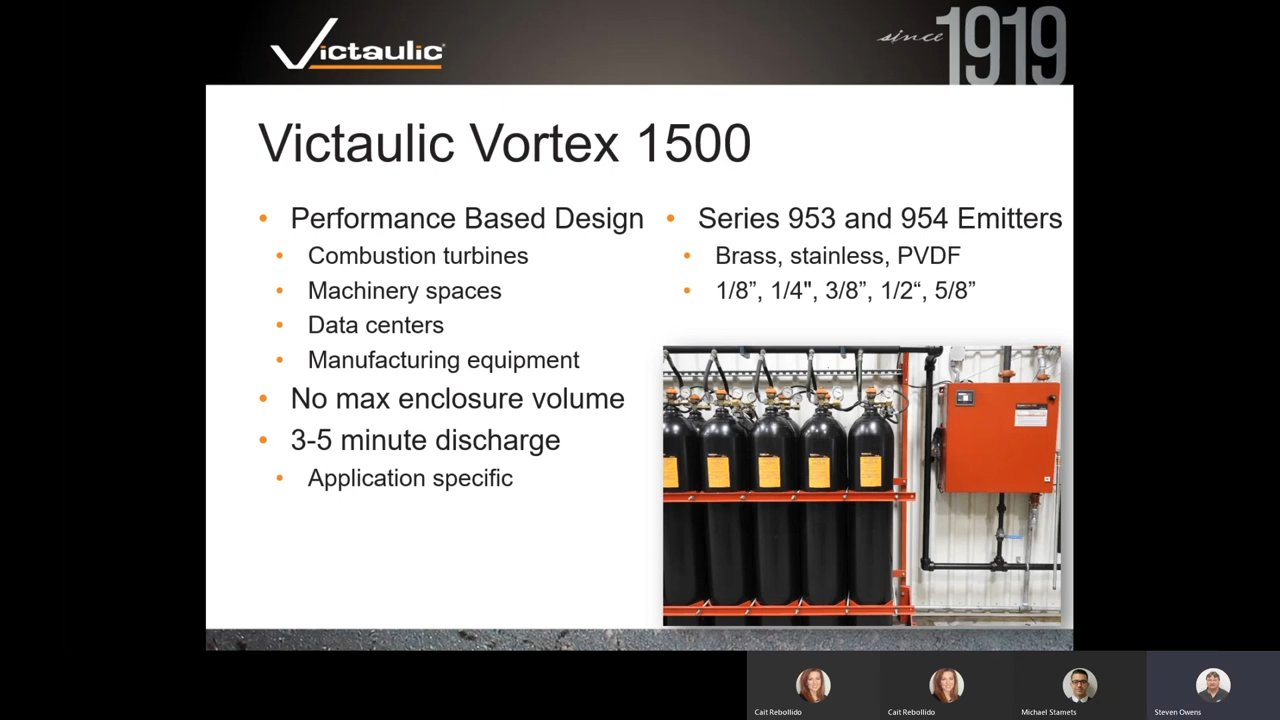 Victaulic
since 1919
Victaulic Vortex 1500
• Performance Based Design
• Combustion turbines
• Machinery spaces
• Data centers
• Manufacturing equipment
• No max enclosure volume
• 3-5 minute discharge
• Application specific
• Series 953 and 954 Emitters
• Brass, stainless, PVDF
• 1/8”, 1/4", 3/8”, 1/2“, 5/8”
Cait Rebollido
Cait Rebollido
Michael Stamets
Steven Owens